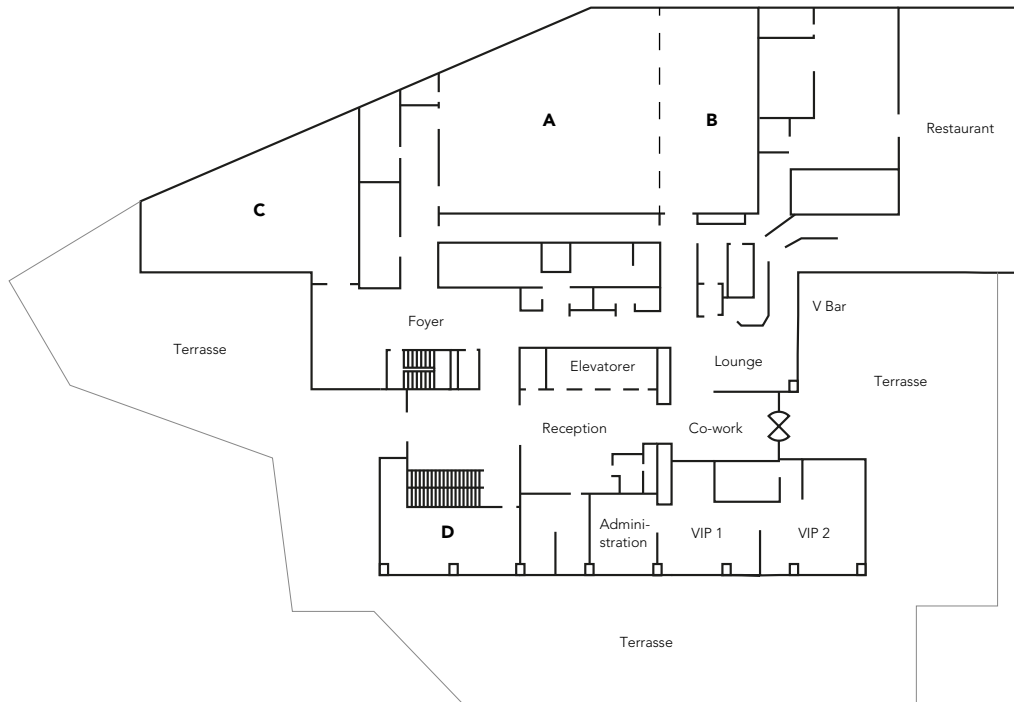 A
B
Restaurant
C
V Bar
Foyer
Terrasse
Elevatorer
Lounge
Terrasse
Reception
Co-work
D
Admini-
stration
VIP 1
VIP 2
Terrasse